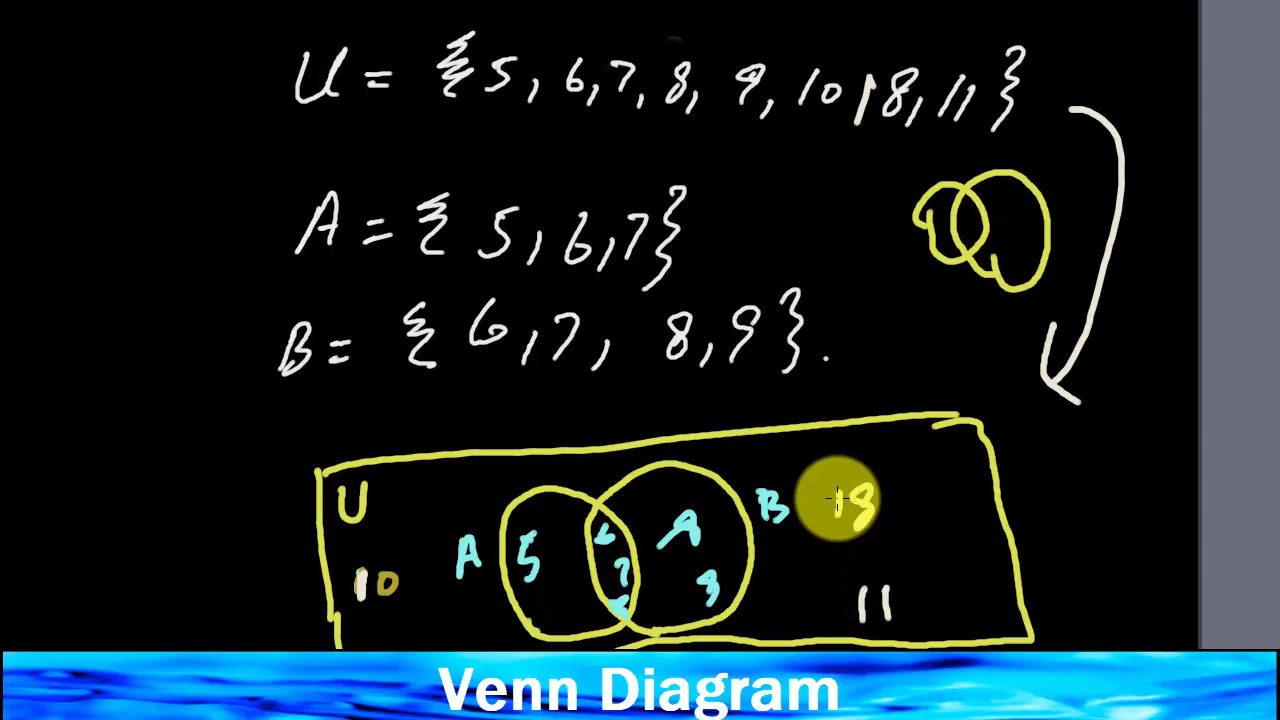 U = {5, 6, 7, 8, 9, 10, 18, 11}
A = {5, 6, 7}
B = {6, 7, 8, 9}.
U
A 5 6 7 9 8 B 18
10 11
Venn Diagram